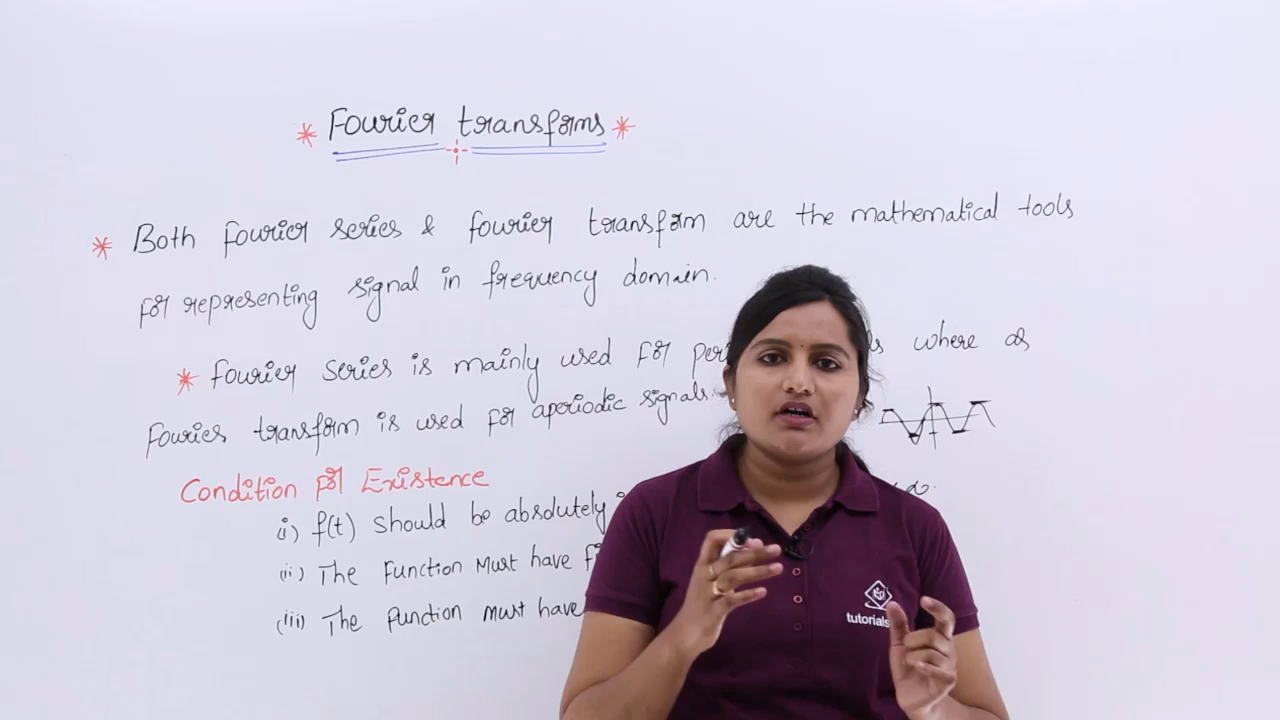 * Fourier transforms *
* Both fourier series & fourier transform are the mathematical tools
for representing signal in frequency domain.
* fourier series is mainly used for where as
fouries transform is used for aperiodic signals.
Condition for Existence
i) f(t) should be absolutely < ∞.
(ii) The function must have
(iii) The function must have
tutorials